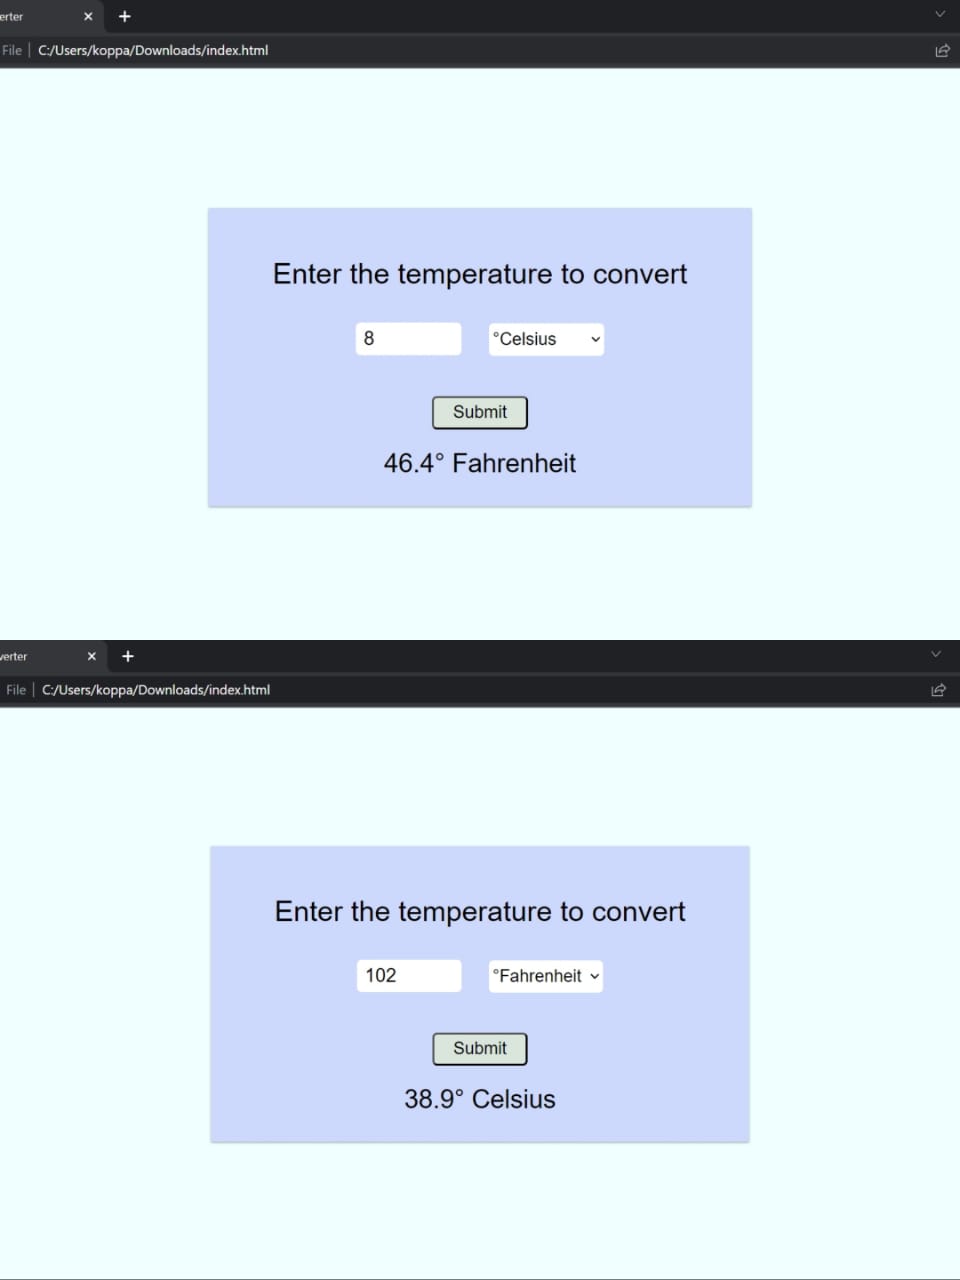 erter
File C:/Users/koppa/Downloads/index.html
Enter the temperature to convert
8 °Celsius
Submit
46.4° Fahrenheit
verter
File C:/Users/koppa/Downloads/index.html
Enter the temperature to convert
102 °Fahrenheit
Submit
38.9° Celsius